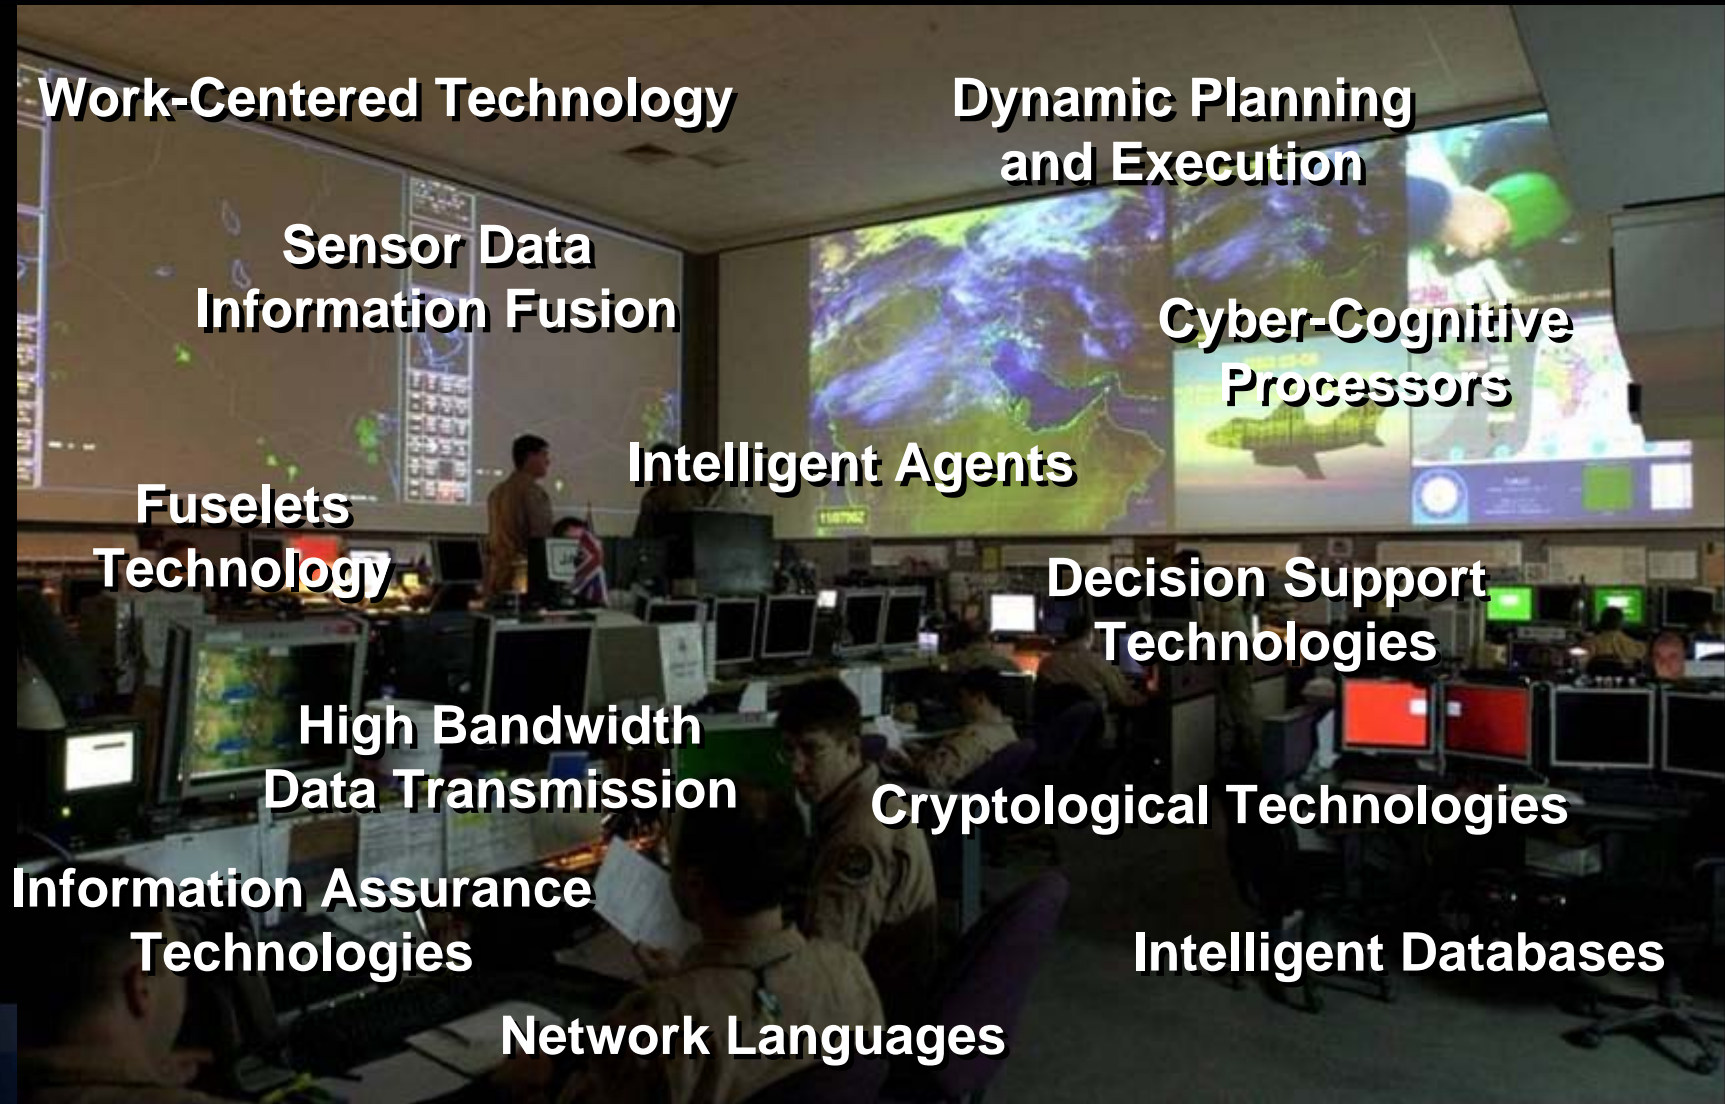 Work-Centered Technology
Dynamic Planning
and Execution
Sensor Data
Information Fusion
Cyber-Cognitive
Processors
Intelligent Agents
Fuselets
Technology
Decision Support
Technologies
High Bandwidth
Data Transmission
Cryptological Technologies
Information Assurance
Technologies
Intelligent Databases
Network Languages